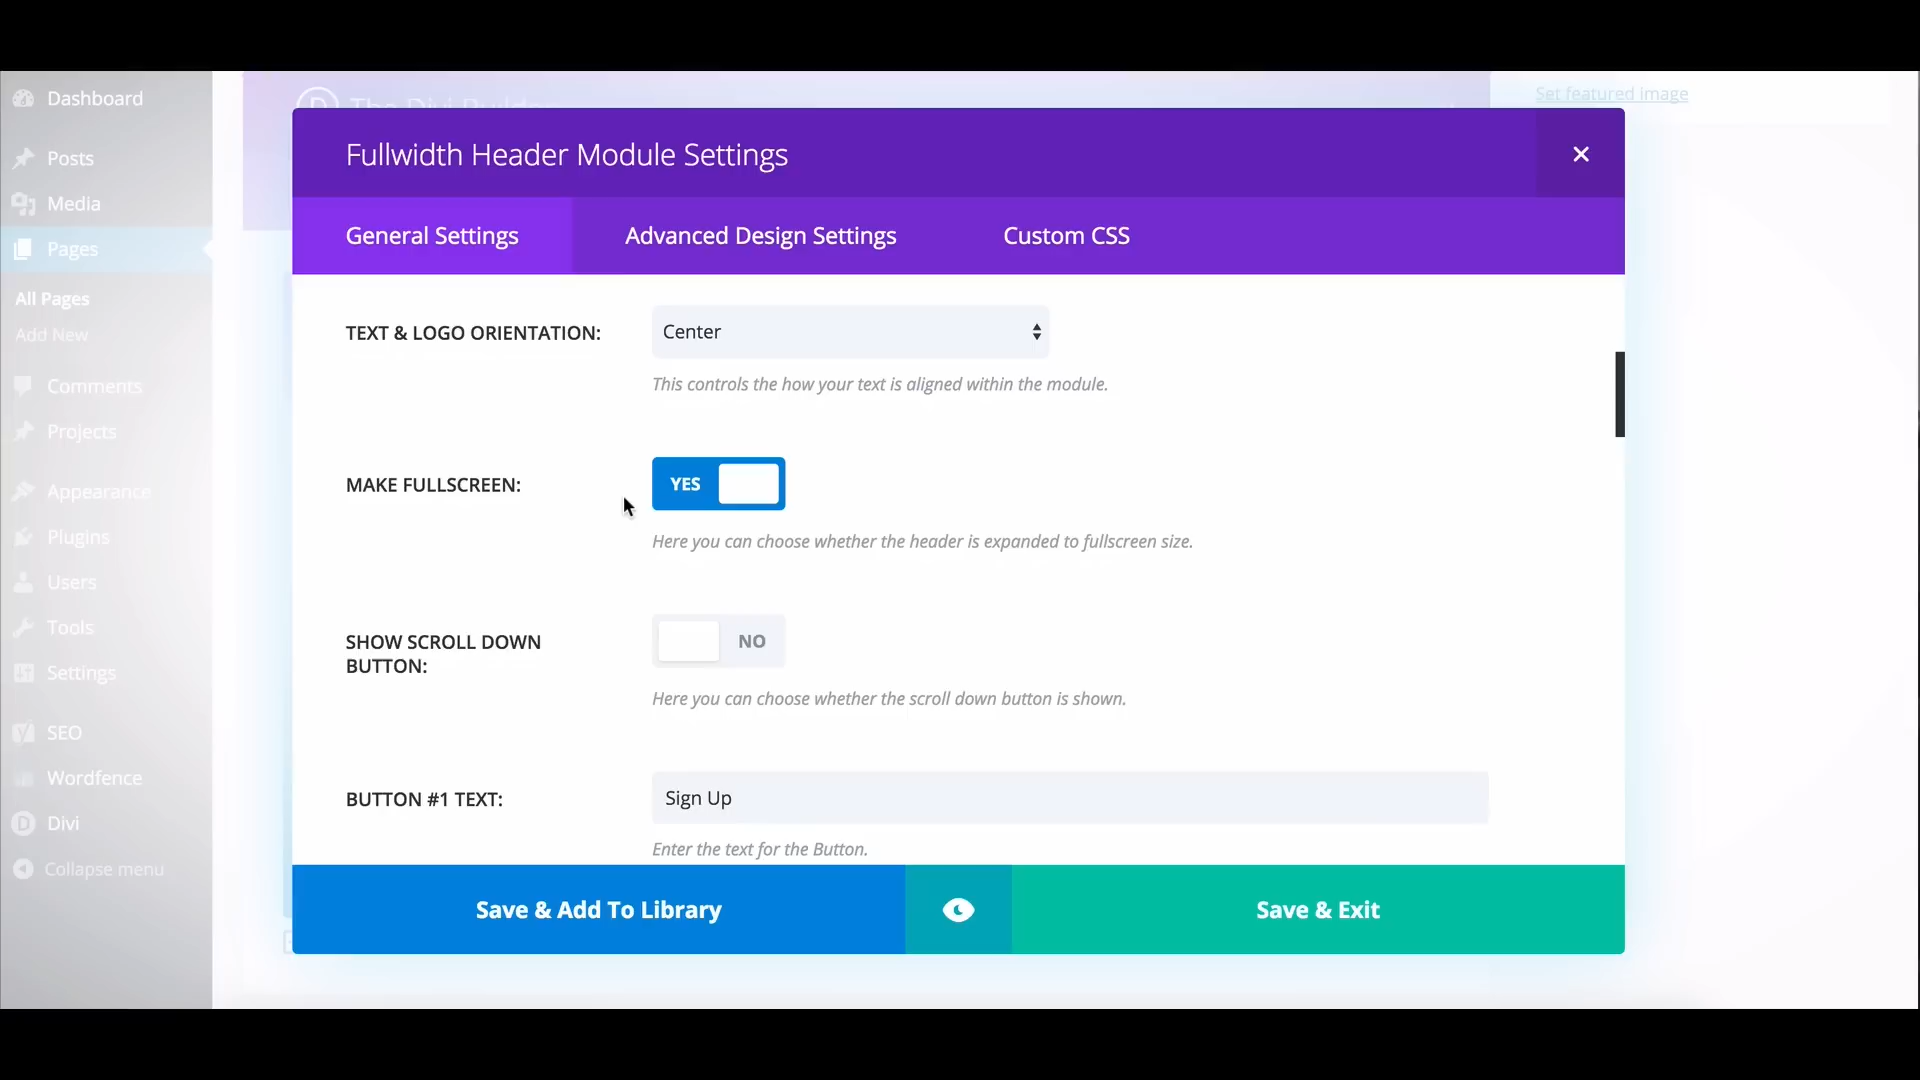 Dashboard
The Divi Builder
Set featured image
Fullwidth Header Module Settings
Posts
Media
General Settings
Advanced Design Settings
Custom CSS
Pages
All Pages
Add New
TEXT & LOGO ORIENTATION:
Center
This controls the how your text is aligned within the module.
Comments
Projects
MAKE FULLSCREEN:
YES
Appearance
Plugins
Here you can choose whether the header is expanded to fullscreen size.
Users
Tools
SHOW SCROLL DOWN
BUTTON:
NO
Settings
Here you can choose whether the scroll down button is shown.
SEO
Wordfence
BUTTON #1 TEXT:
Sign Up
Divi
Enter the text for the Button.
Collapse menu
Save & Add To Library
Save & Exit